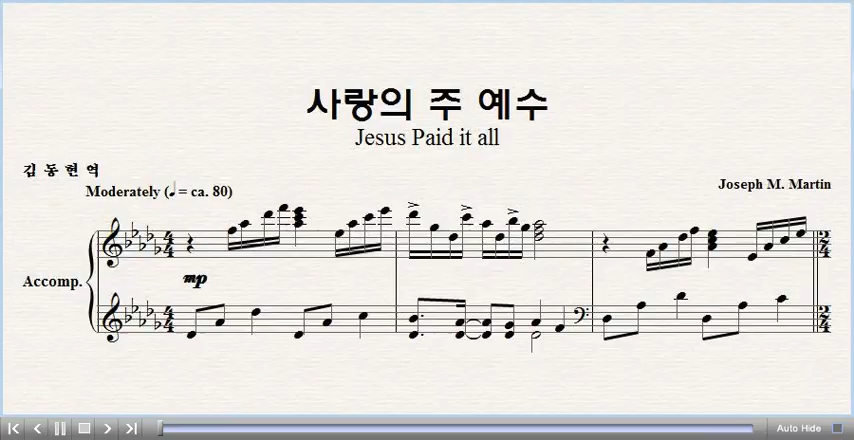 사랑의 주 예수
Jesus Paid it all
김 동 현 역
Joseph M. Martin
Moderately (♩ = ca. 80)
Accomp.
mp
Auto Hide